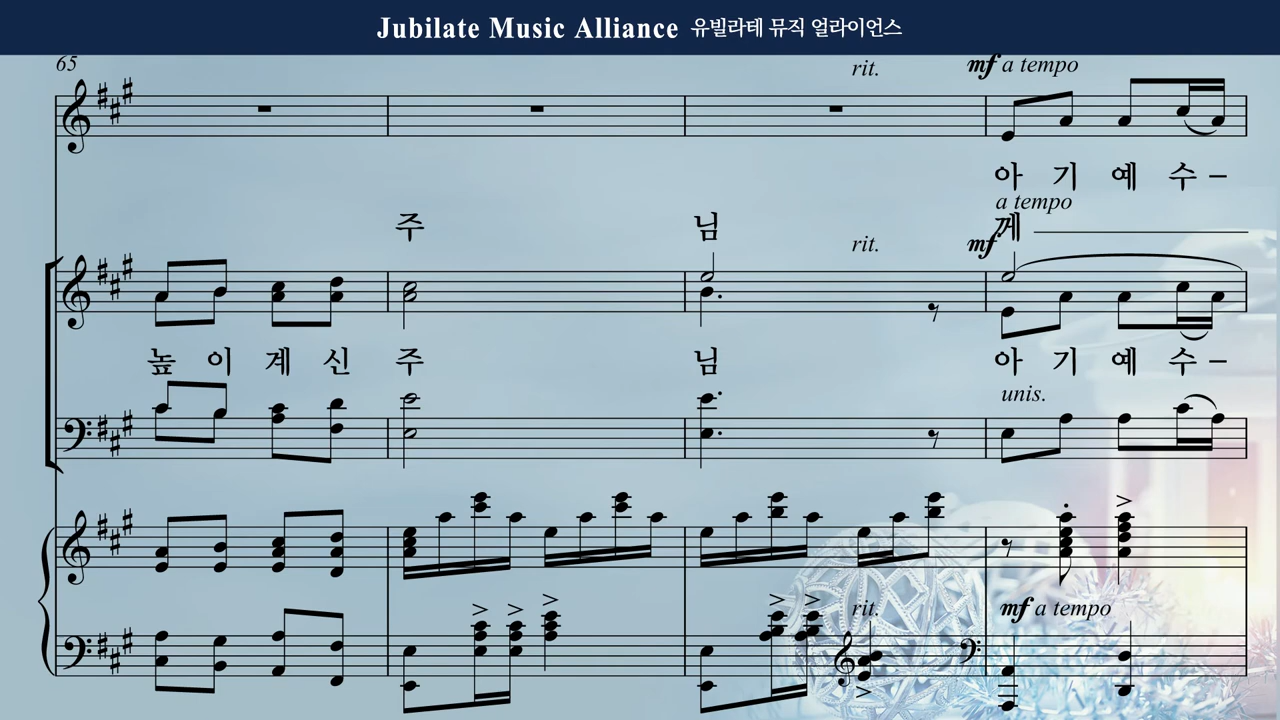 Jubilate Music Alliance 유빌라테 뮤직 얼라이언스
65
rit.
mf a tempo
아 기 예 수 –
a tempo
주 님 께
rit.
mf
높 이 계 신 주 님 아 기 예 수 –
unis.
rit.
mf a tempo